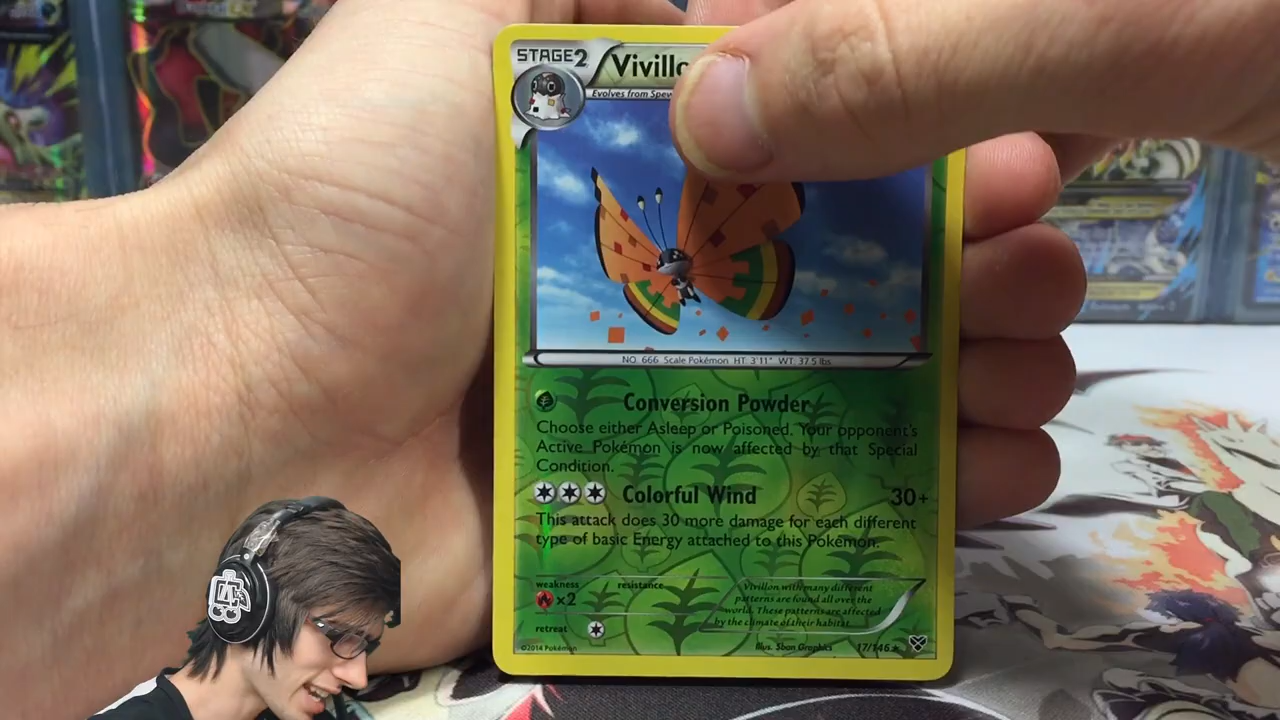 STAGE2
Vivillo
Evolves from Spew
NO. 666 Scale Pokémon HT: 3'11" WT: 37.5 lbs
Conversion Powder
Choose either Asleep or Poisoned. Your opponent's
Active Pokémon is now affected by that Special
Condition.
Colorful Wind 30+
This attack does 30 more damage for each different
type of basic Energy attached to this Pokémon.
weakness resistance
×2
retreat
Vivillon with many different
patterns are found all over the
world. These patterns are affected
by the climate of their habitat.
©2014 Pokémon
Illus. 5ban Graphics
17/146★